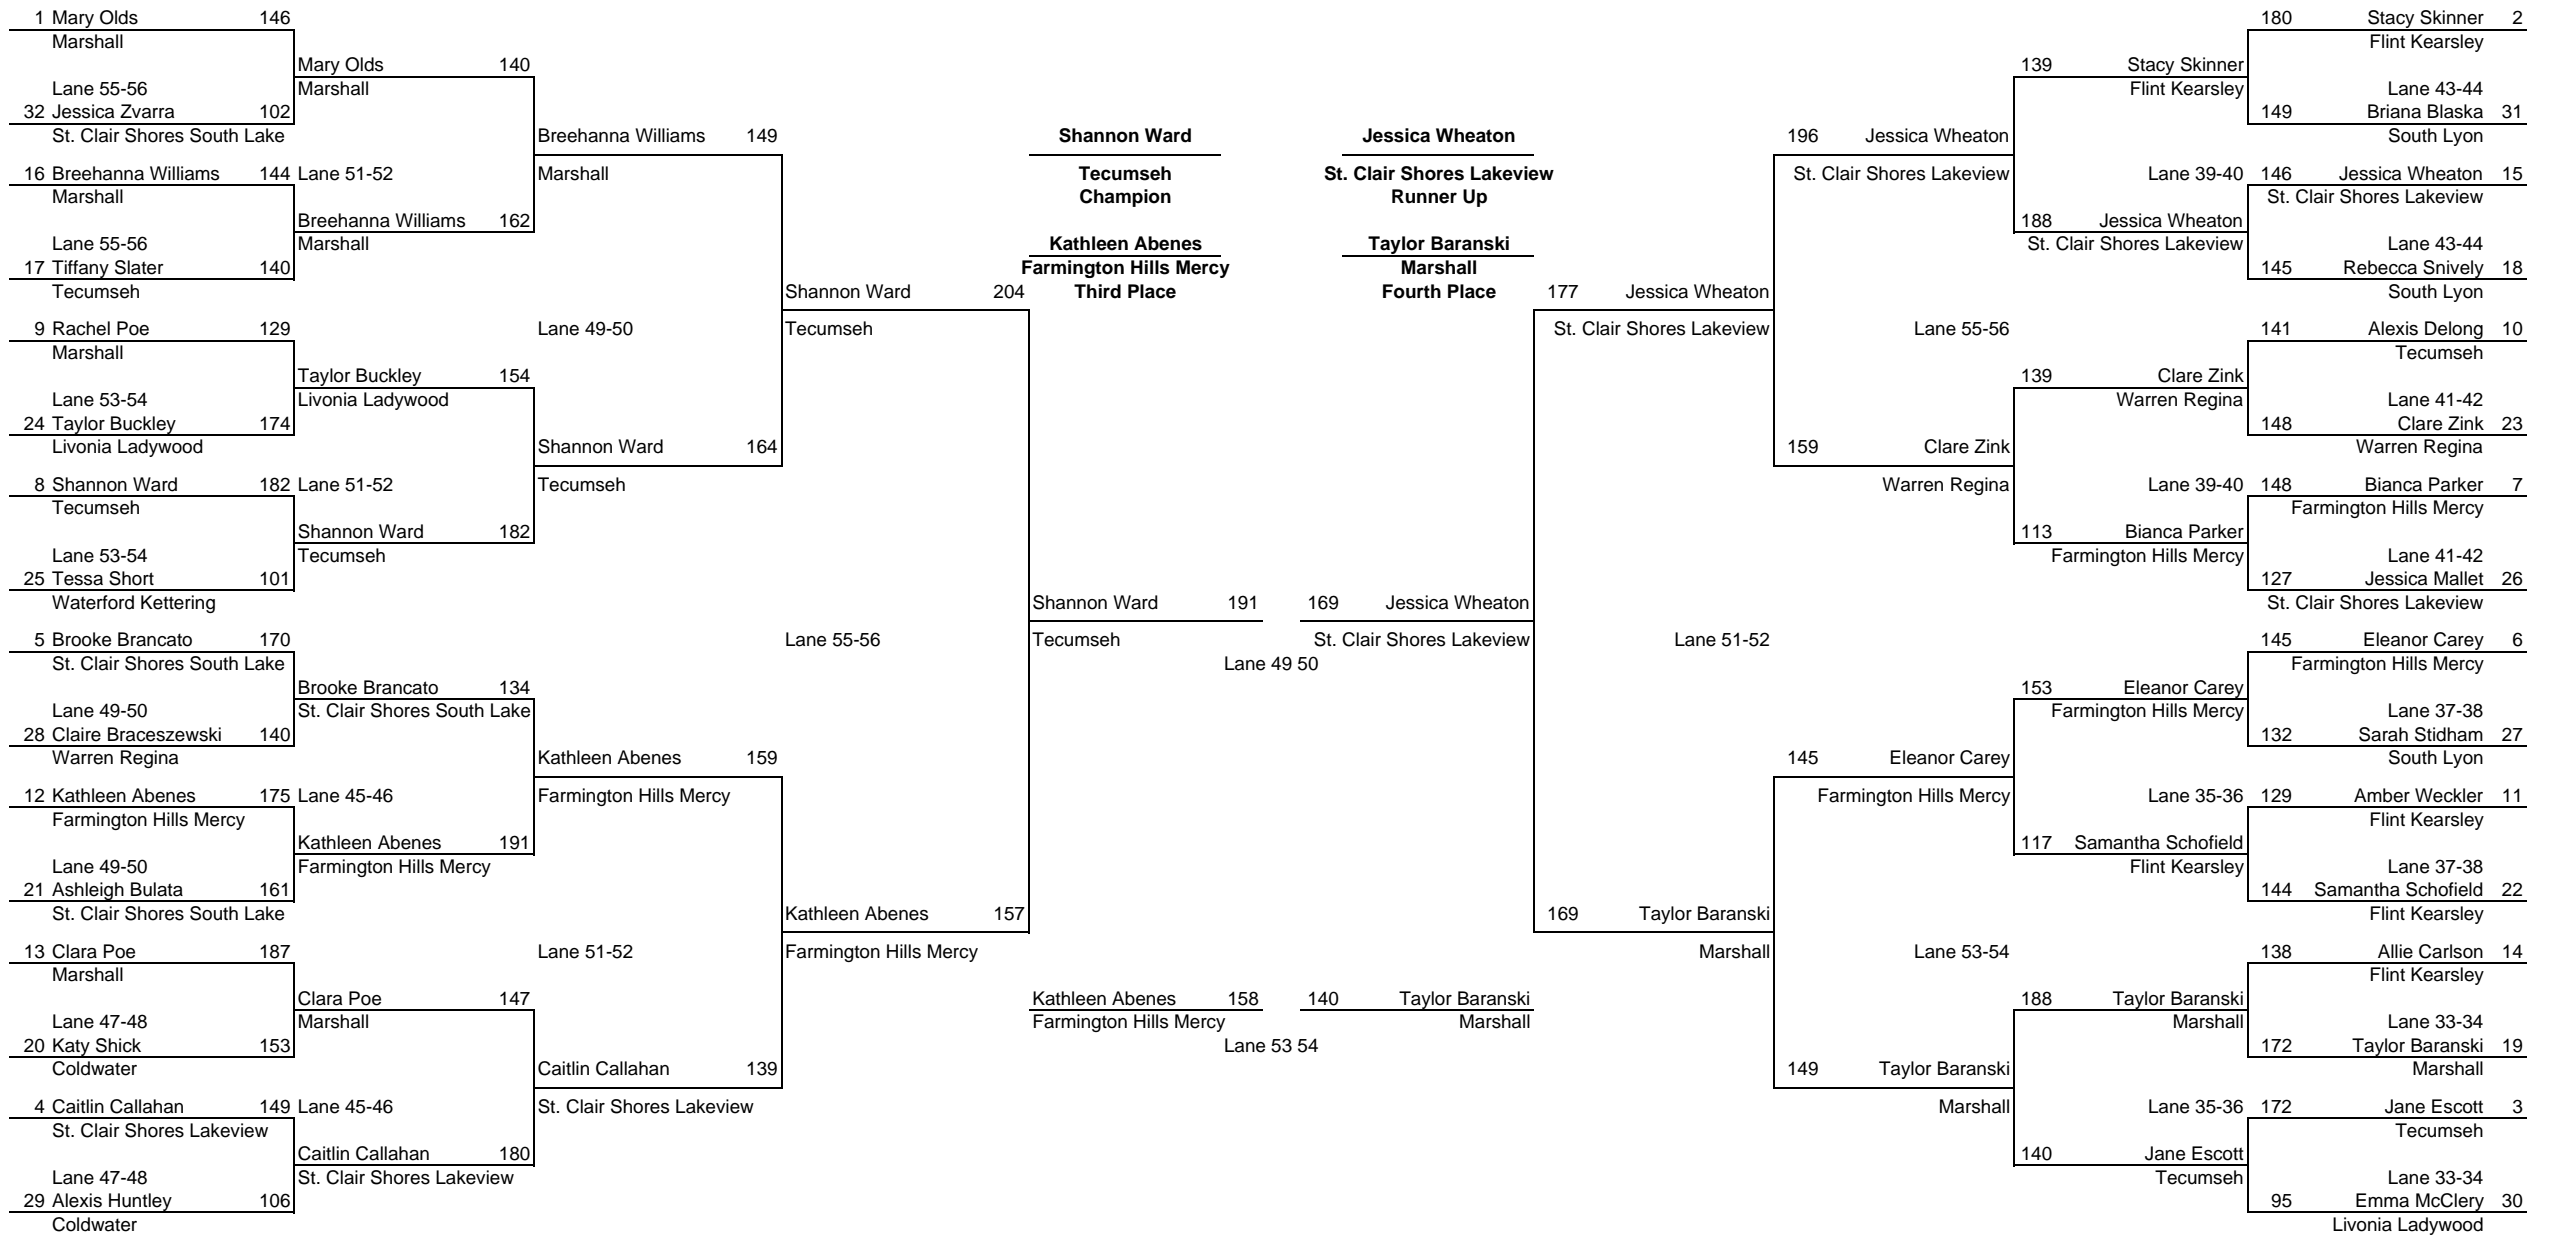 1 Mary Olds 146
Marshall
Mary Olds 140
Lane 55-56
Marshall
32 Jessica Zvarra 102
St. Clair Shores South Lake
Breehanna Williams 149
16 Breehanna Williams 144 Lane 51-52
Marshall
Marshall
Breehanna Williams 162
Lane 55-56
Marshall
17 Tiffany Slater 140
Tecumseh
Shannon Ward 204
9 Rachel Poe 129
Lane 49-50
Tecumseh
Marshall
Taylor Buckley 154
Lane 53-54
Livonia Ladywood
24 Taylor Buckley 174
Livonia Ladywood
Shannon Ward 164
8 Shannon Ward 182 Lane 51-52
Tecumseh
Tecumseh
Shannon Ward 182
Lane 53-54
Tecumseh
25 Tessa Short 101
Waterford Kettering
5 Brooke Brancato 170
Lane 55-56
St. Clair Shores South Lake
Brooke Brancato 134
Lane 49-50
St. Clair Shores South Lake
28 Claire Braceszewski 140
Warren Regina
Kathleen Abenes 159
12 Kathleen Abenes 175 Lane 45-46
Farmington Hills Mercy
Farmington Hills Mercy
Kathleen Abenes 191
Lane 49-50
Farmington Hills Mercy
21 Ashleigh Bulata 161
St. Clair Shores South Lake
Kathleen Abenes 157
13 Clara Poe 187
Lane 51-52
Farmington Hills Mercy
Marshall
Clara Poe 147
Lane 47-48
Marshall
20 Katy Shick 153
Coldwater
Caitlin Callahan 139
4 Caitlin Callahan 149 Lane 45-46
St. Clair Shores Lakeview
St. Clair Shores Lakeview
Caitlin Callahan 180
Lane 47-48
St. Clair Shores Lakeview
29 Alexis Huntley 106
Coldwater
Shannon Ward
Tecumseh
Champion
Jessica Wheaton
St. Clair Shores Lakeview
Runner Up
Kathleen Abenes
Farmington Hills Mercy
Third Place
Taylor Baranski
Marshall
Fourth Place
Shannon Ward 191
Tecumseh
169 Jessica Wheaton
St. Clair Shores Lakeview
Lane 49 50
Kathleen Abenes 158
Farmington Hills Mercy
140 Taylor Baranski
Marshall
Lane 53 54
180 Stacy Skinner 2
Flint Kearsley
139 Stacy Skinner
Flint Kearsley
Lane 43-44
149 Briana Blaska 31
South Lyon
196 Jessica Wheaton
St. Clair Shores Lakeview
Lane 39-40 146 Jessica Wheaton 15
St. Clair Shores Lakeview
188 Jessica Wheaton
St. Clair Shores Lakeview
Lane 43-44
145 Rebecca Snively 18
South Lyon
177 Jessica Wheaton
St. Clair Shores Lakeview
Lane 55-56
141 Alexis Delong 10
Tecumseh
139 Clare Zink
Warren Regina
Lane 41-42
148 Clare Zink 23
Warren Regina
159 Clare Zink
Warren Regina
Lane 39-40 148 Bianca Parker 7
Farmington Hills Mercy
113 Bianca Parker
Farmington Hills Mercy
Lane 41-42
127 Jessica Mallet 26
St. Clair Shores Lakeview
Lane 51-52
145 Eleanor Carey 6
Farmington Hills Mercy
153 Eleanor Carey
Farmington Hills Mercy
Lane 37-38
132 Sarah Stidham 27
South Lyon
145 Eleanor Carey
Farmington Hills Mercy
Lane 35-36 129 Amber Weckler 11
Flint Kearsley
117 Samantha Schofield
Flint Kearsley
Lane 37-38
144 Samantha Schofield 22
Flint Kearsley
169 Taylor Baranski
Marshall
Lane 53-54
138 Allie Carlson 14
Flint Kearsley
188 Taylor Baranski
Marshall
Lane 33-34
172 Taylor Baranski 19
Marshall
149 Taylor Baranski
Marshall
Lane 35-36 172 Jane Escott 3
Tecumseh
140 Jane Escott
Tecumseh
Lane 33-34
95 Emma McClery 30
Livonia Ladywood